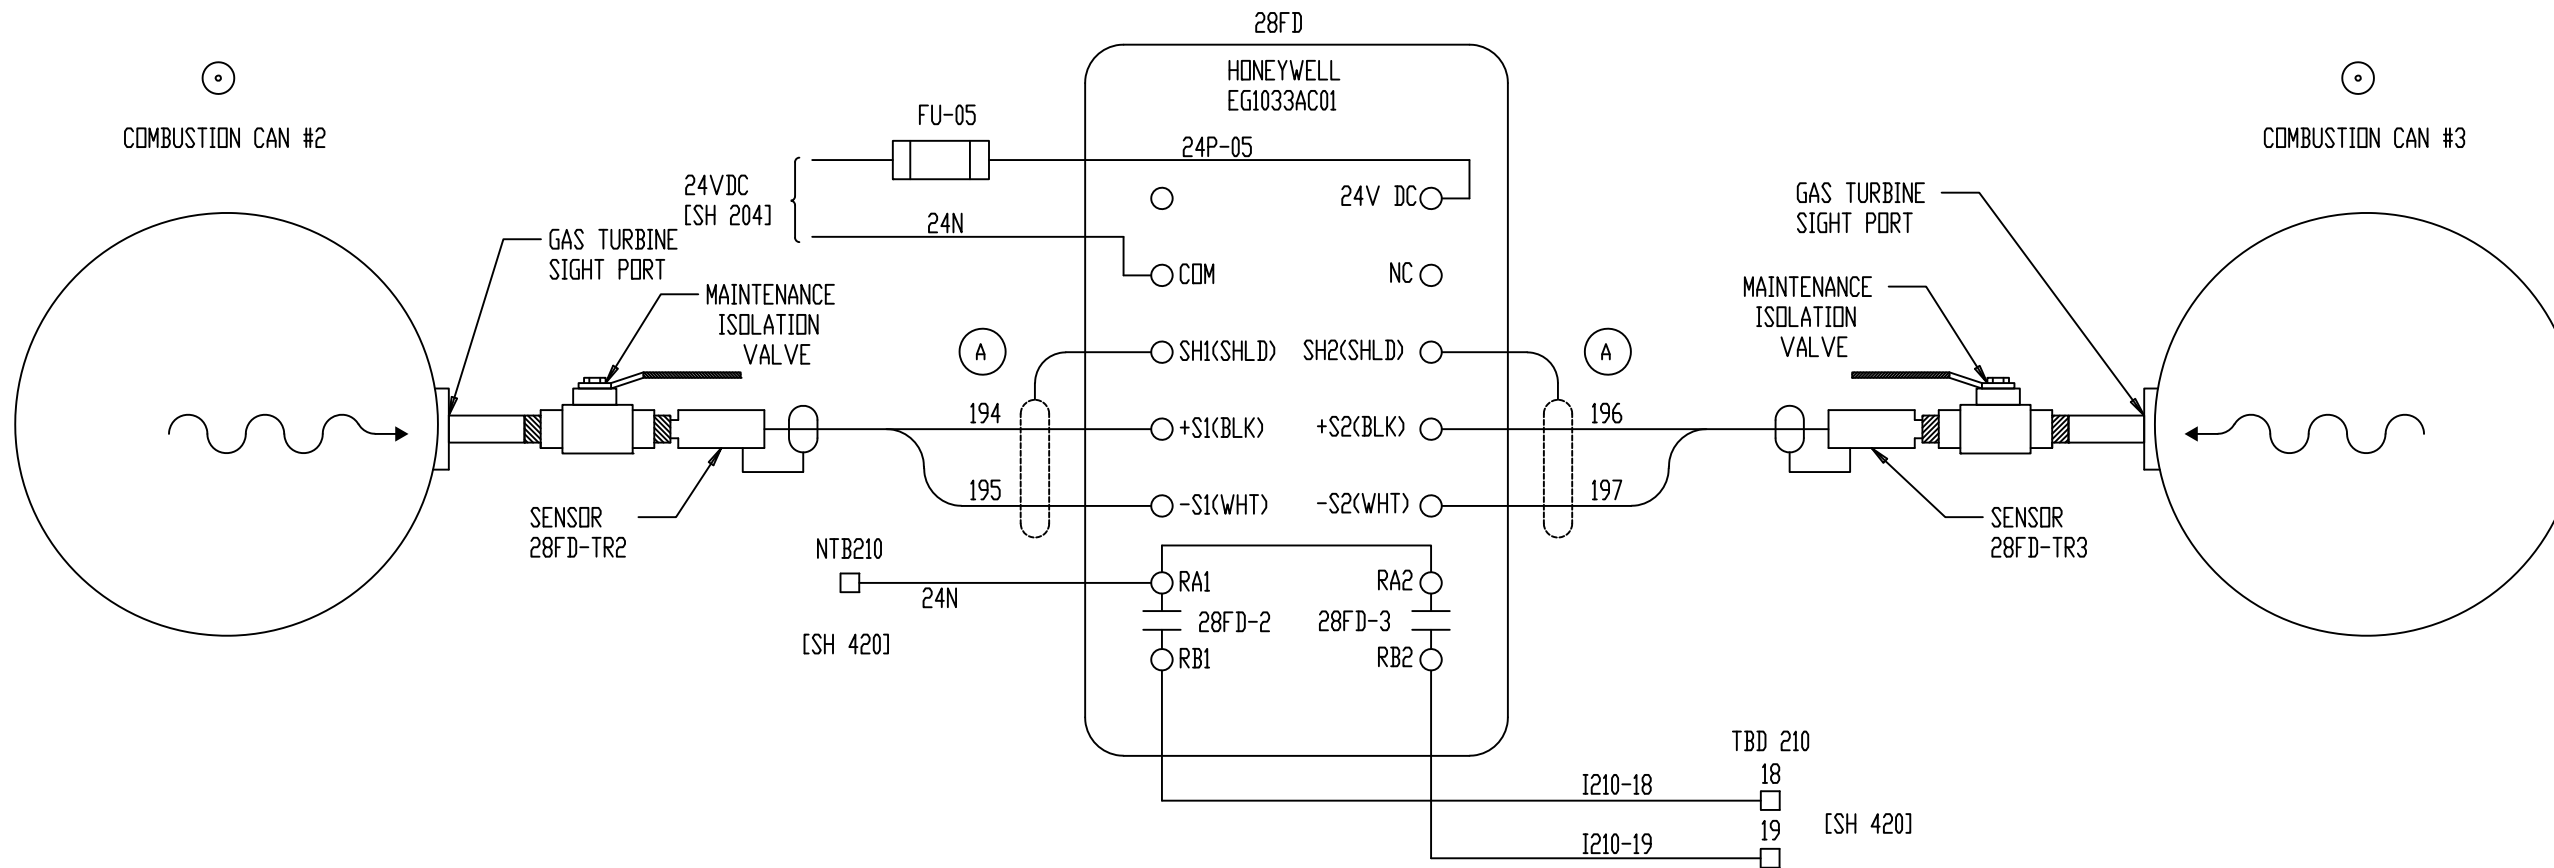 28FD
HONEYWELL
EG1033AC01
COMBUSTION CAN #2
COMBUSTION CAN #3
FU-05
24P-05
24VDC
[SH 204]
24N
24V DC
COM
NC
GAS TURBINE
SIGHT PORT
MAINTENANCE
ISOLATION
VALVE
GAS TURBINE
SIGHT PORT
MAINTENANCE
ISOLATION
VALVE
A
SH1(SHLD)
SH2(SHLD)
A
194
+S1(BLK)
+S2(BLK)
196
195
-S1(WHT)
-S2(WHT)
197
SENSOR
28FD-TR2
SENSOR
28FD-TR3
NTB210
24N
[SH 420]
RA1
RA2
28FD-2
28FD-3
RB1
RB2
TBD 210
18
I210-18
19
I210-19
[SH 420]